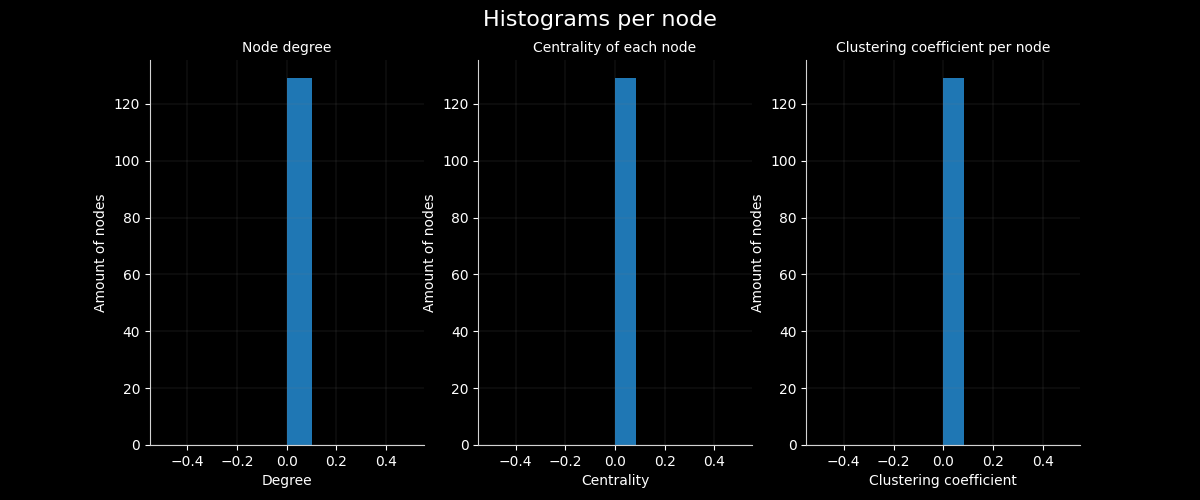 Histograms per node
Node degree
Centrality of each node
Clustering coefficient per node
Amount of nodes
120
100
80
60
40
20
0
−0.4 −0.2 0.0 0.2 0.4
Degree
Amount of nodes
120
100
80
60
40
20
0
−0.4 −0.2 0.0 0.2 0.4
Centrality
Amount of nodes
120
100
80
60
40
20
0
−0.4 −0.2 0.0 0.2 0.4
Clustering coefficient